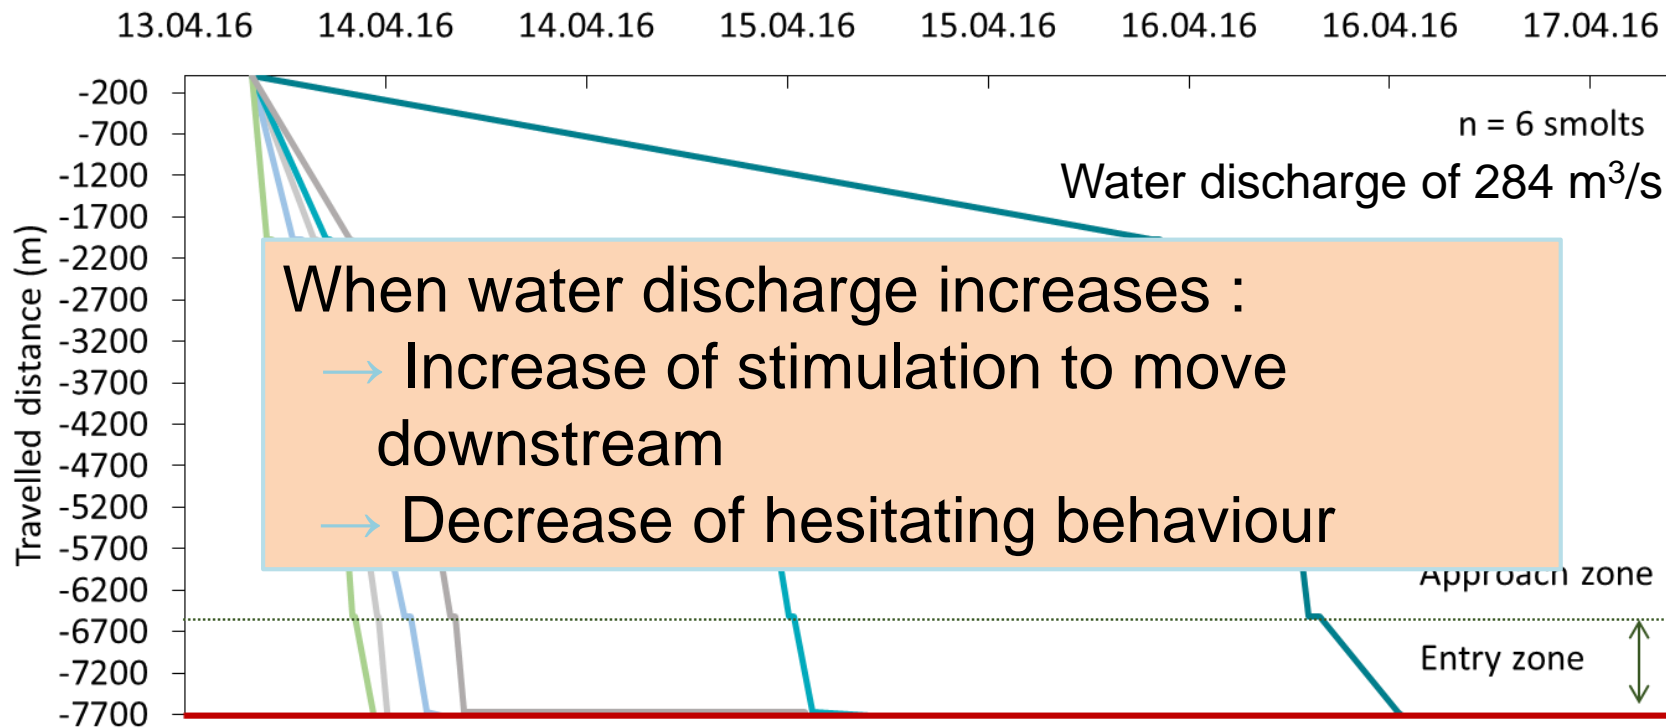 13.04.16 14.04.16 14.04.16 15.04.16 15.04.16 16.04.16 16.04.16 17.04.16
-200
n = 6 smolts
-700
-1200
Water discharge of 284 m³/s
-1700
-2200
-2700
-3200
-3700
-4200
-4700
-5200
-5700
-6200
-6700
-7200
-7700
Travelled distance (m)
When water discharge increases :
→ Increase of stimulation to move
downstream
→ Decrease of hesitating behaviour
Approach zone
Entry zone